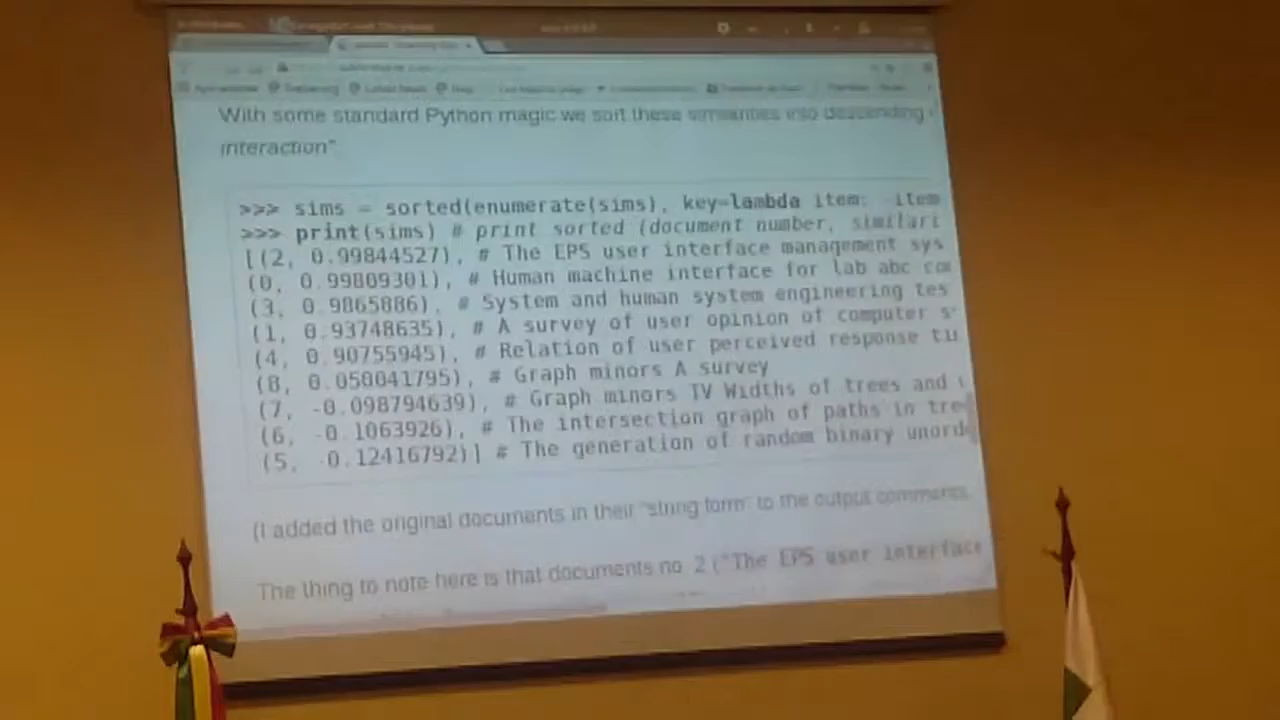 With some standard Python magic we sort these similarities into descending
interaction"
>>> sims = sorted(enumerate(sims), key=lambda item: -item
>>> print(sims) # print sorted (document number, similari
[(2, 0.99844527), # The EPS user interface management sys
(0, 0.99809301), # Human machine interface for lab abc com
(3, 0.9865886), # System and human system engineering tes
(1, 0.93748635), # A survey of user opinion of computer s
(4, 0.90755945), # Relation of user perceived response ti
(8, 0.050041795), # Graph minors A survey
(7, -0.098794639), # Graph minors IV Widths of trees and
(6, -0.1063926), # The intersection graph of paths in tree
(5, -0.12416792)] # The generation of random binary unord
(I added the original documents in their "string form" to the output comments,
The thing to note here is that documents no. 2 ("The EPS user interface